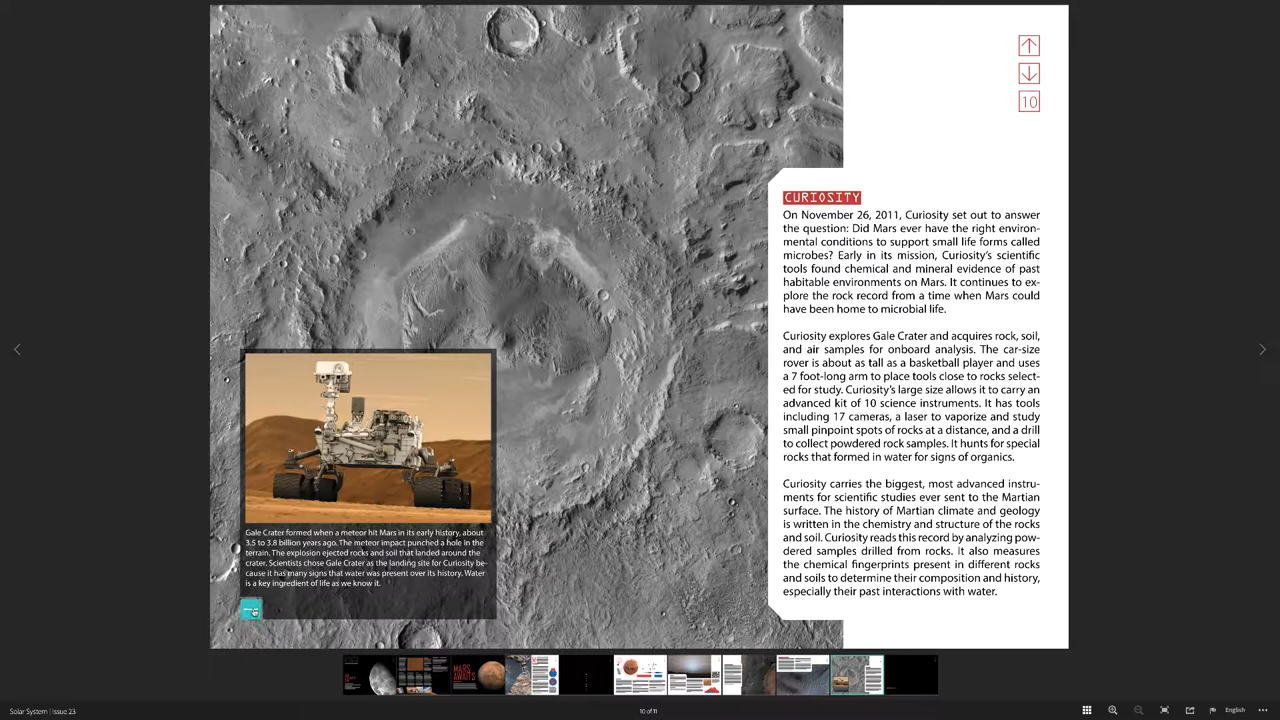 10
CURIOSITY
On November 26, 2011, Curiosity set out to answer
the question: Did Mars ever have the right environ-
mental conditions to support small life forms called
microbes? Early in its mission, Curiosity's scientific
tools found chemical and mineral evidence of past
habitable environments on Mars. It continues to ex-
plore the rock record from a time when Mars could
have been home to microbial life.
Curiosity explores Gale Crater and acquires rock, soil,
and air samples for onboard analysis. The car-size
rover is about as tall as a basketball player and uses
a 7 foot-long arm to place tools close to rocks select-
ed for study. Curiosity's large size allows it to carry an
advanced kit of 10 science instruments. It has tools
including 17 cameras, a laser to vaporize and study
small pinpoint spots of rocks at a distance, and a drill
to collect powdered rock samples. It hunts for special
rocks that formed in water for signs of organics.
Curiosity carries the biggest, most advanced instru-
ments for scientific studies ever sent to the Martian
surface. The history of Martian climate and geology
is written in the chemistry and structure of the rocks
and soil. Curiosity reads this record by analyzing pow-
dered samples drilled from rocks. It also measures
the chemical fingerprints present in different rocks
and soils to determine their composition and history,
especially their past interactions with water.
Gale Crater formed when a meteor hit Mars in its early history, about
3.5 to 3.8 billion years ago. The meteor impact punched a hole in the
terrain. The explosion ejected rocks and soil that landed around the
crater. Scientists chose Gale Crater as the landing site for Curiosity be-
cause it has many signs that water was present over its history. Water
is a key ingredient of life as we know it.
MARS
AWAITS
Solar System | Issue 23
10 of 11
English